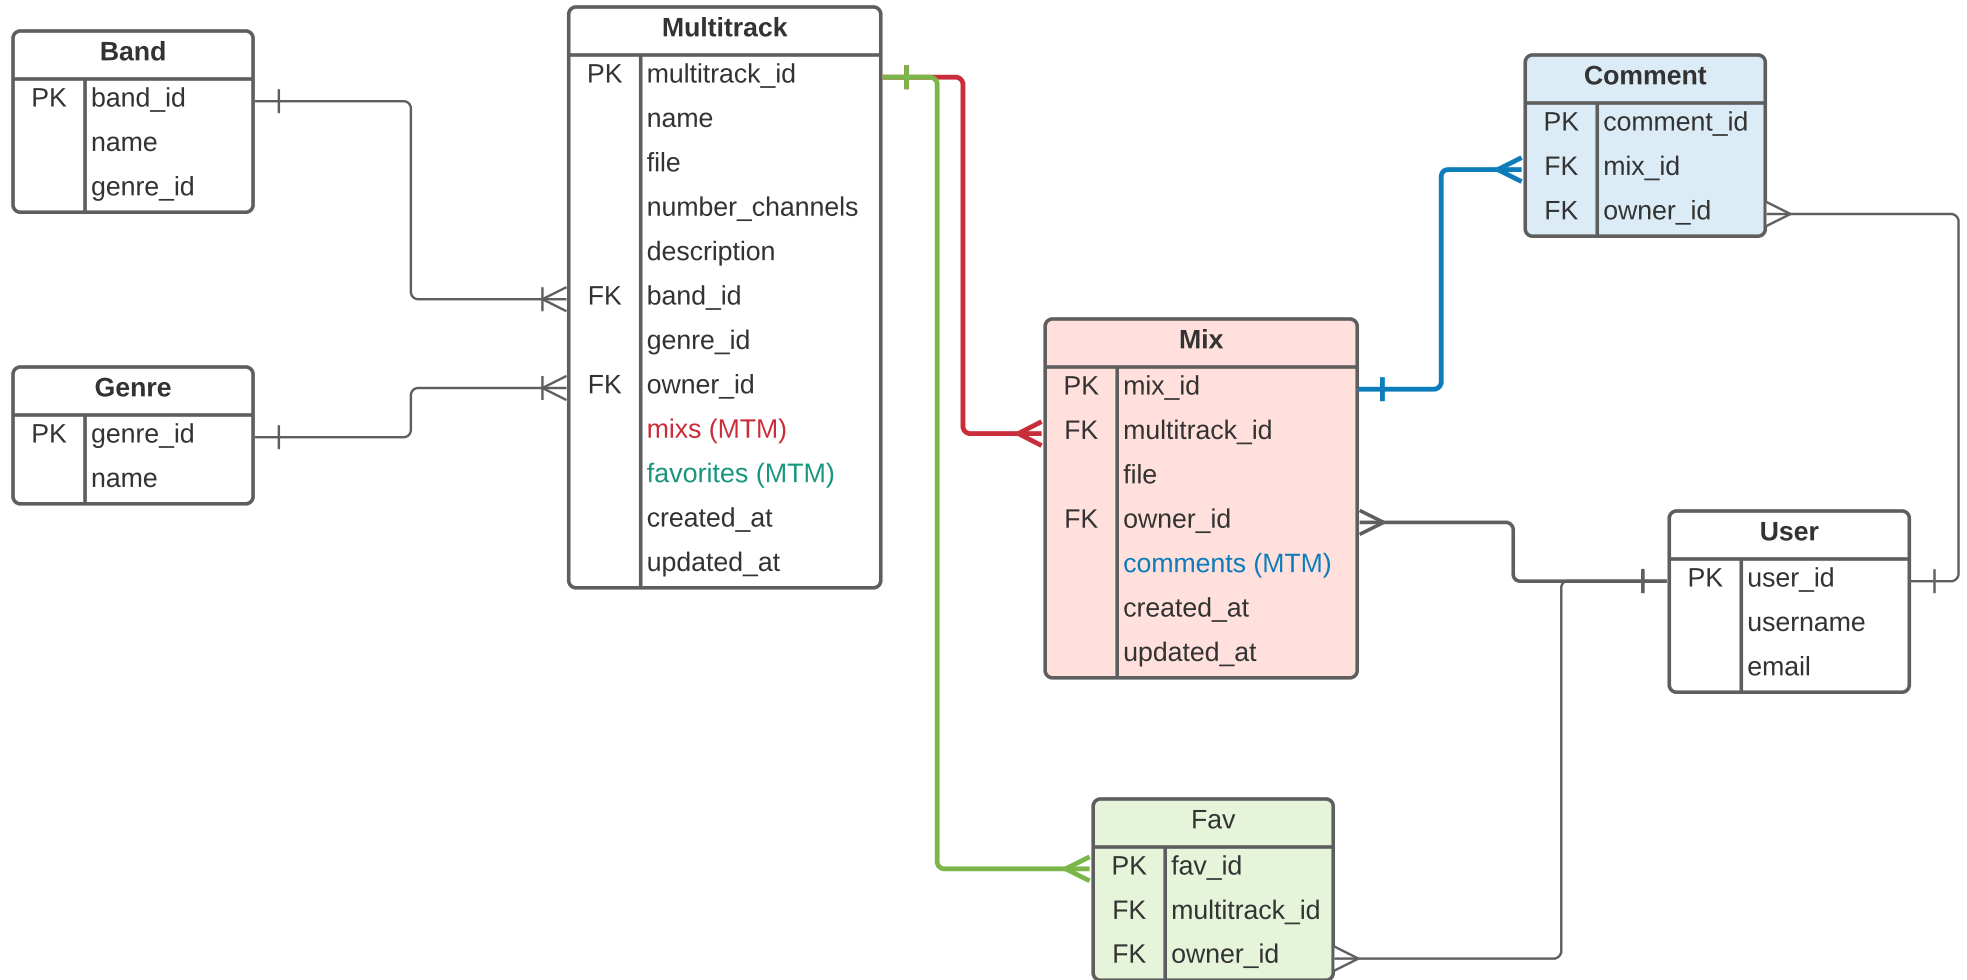 Band
PK band_id
name
genre_id
Genre
PK genre_id
name
Multitrack
PK multitrack_id
name
file
number_channels
description
FK band_id
genre_id
FK owner_id
mixs (MTM)
favorites (MTM)
created_at
updated_at
Mix
PK mix_id
FK multitrack_id
file
FK owner_id
comments (MTM)
created_at
updated_at
Comment
PK comment_id
FK mix_id
FK owner_id
User
PK user_id
username
email
Fav
PK fav_id
FK multitrack_id
FK owner_id